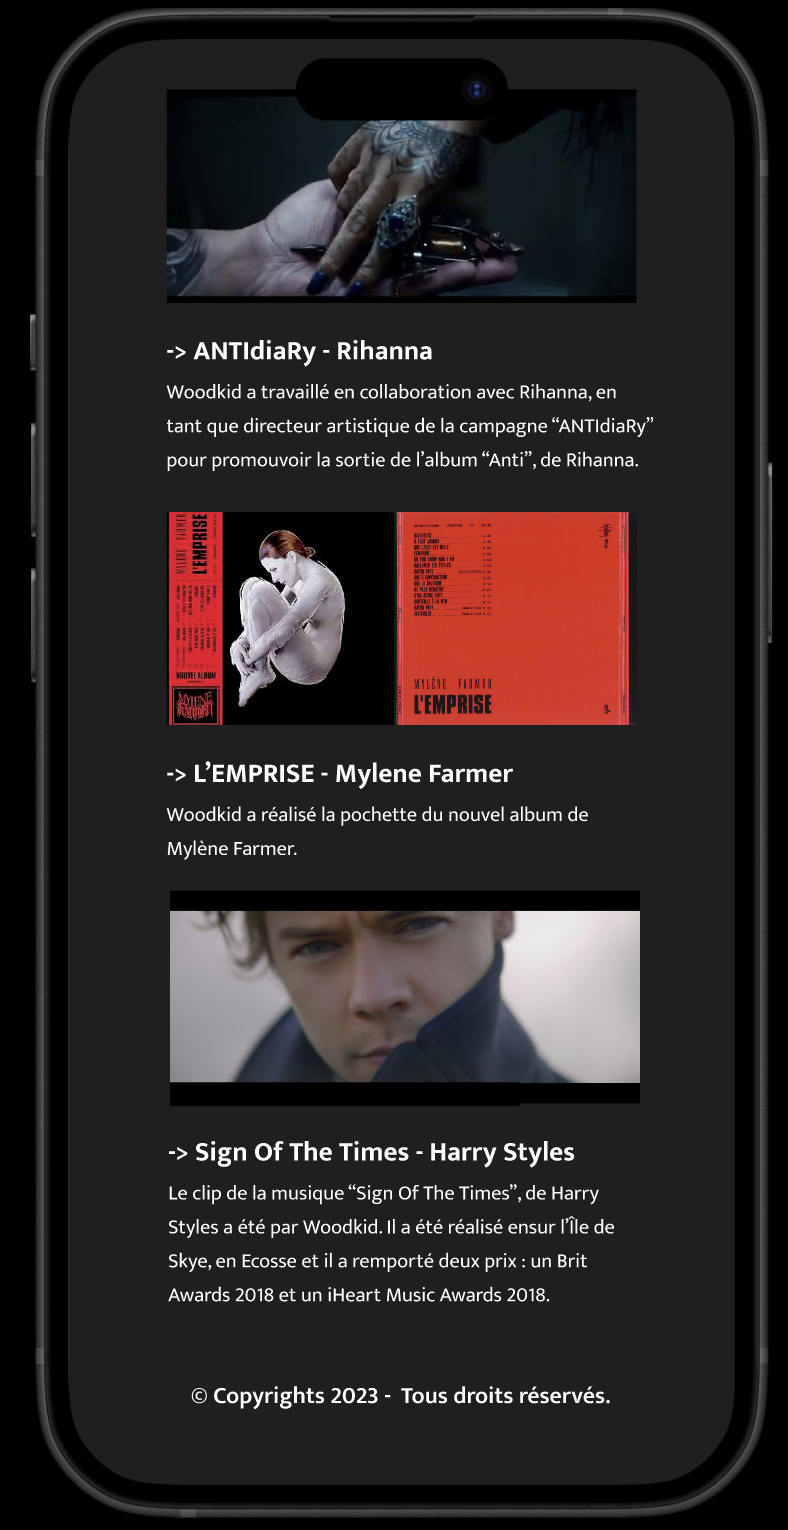 -> ANTIdiaRy - Rihanna
Woodkid a travaillé en collaboration avec Rihanna, en
tant que directeur artistique de la campagne “ANTIdiaRy”
pour promouvoir la sortie de l’album “Anti”, de Rihanna.
MYLÈNE FARMER
L'EMPRISE
NOUVEL ALBUM
MYLÈNE FARMER
L'EMPRISE
-> L’EMPRISE - Mylene Farmer
Woodkid a réalisé la pochette du nouvel album de
Mylène Farmer.
-> Sign Of The Times - Harry Styles
Le clip de la musique “Sign Of The Times”, de Harry
Styles a été par Woodkid. Il a été réalisé ensur l’Île de
Skye, en Ecosse et il a remporté deux prix : un Brit
Awards 2018 et un iHeart Music Awards 2018.
© Copyrights 2023 - Tous droits réservés.